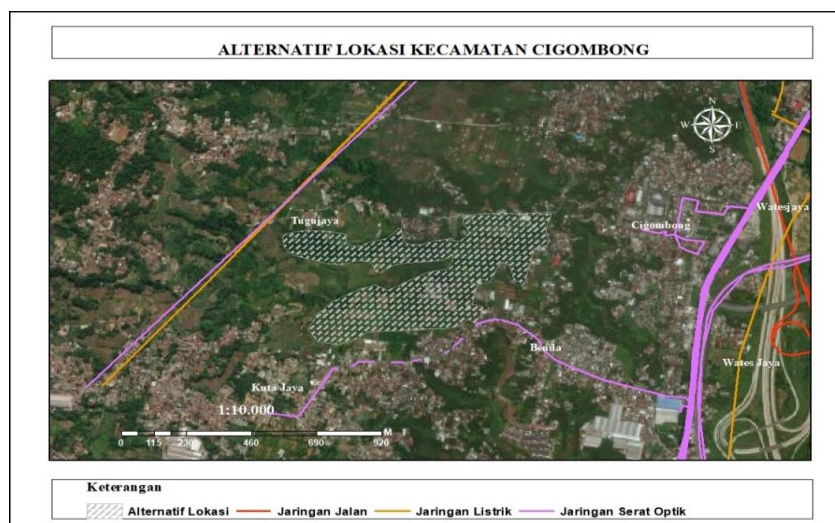 ALTERNATIF LOKASI KECAMATAN CIGOMBONG
N
W E
S
Tugujaya
Watesjaya
Cigombong
Benda
Wates Jaya
Kuta Jaya
1:10.000
0 115 230 460 690 920 M
Keterangan
Alternatif Lokasi Jaringan Jalan Jaringan Listrik Jaringan Serat Optik